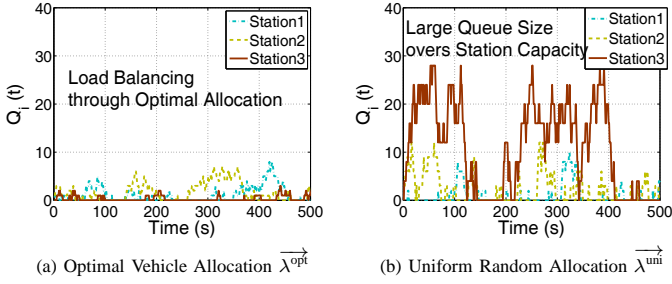 40
30
20
10
0
Q_i (t)
Station1
Station2
Station3
Load Balancing
through Optimal Allocation
0 100 200 300 400 500
Time (s)
(a) Optimal Vehicle Allocation \overrightarrow{λ^{opt}}
40
30
20
10
0
Q_i (t)
Station1
Station2
Station3
Large Queue Size
overs Station Capacity
0 100 200 300 400 500
Time (s)
(b) Uniform Random Allocation \overrightarrow{λ^{uni}}